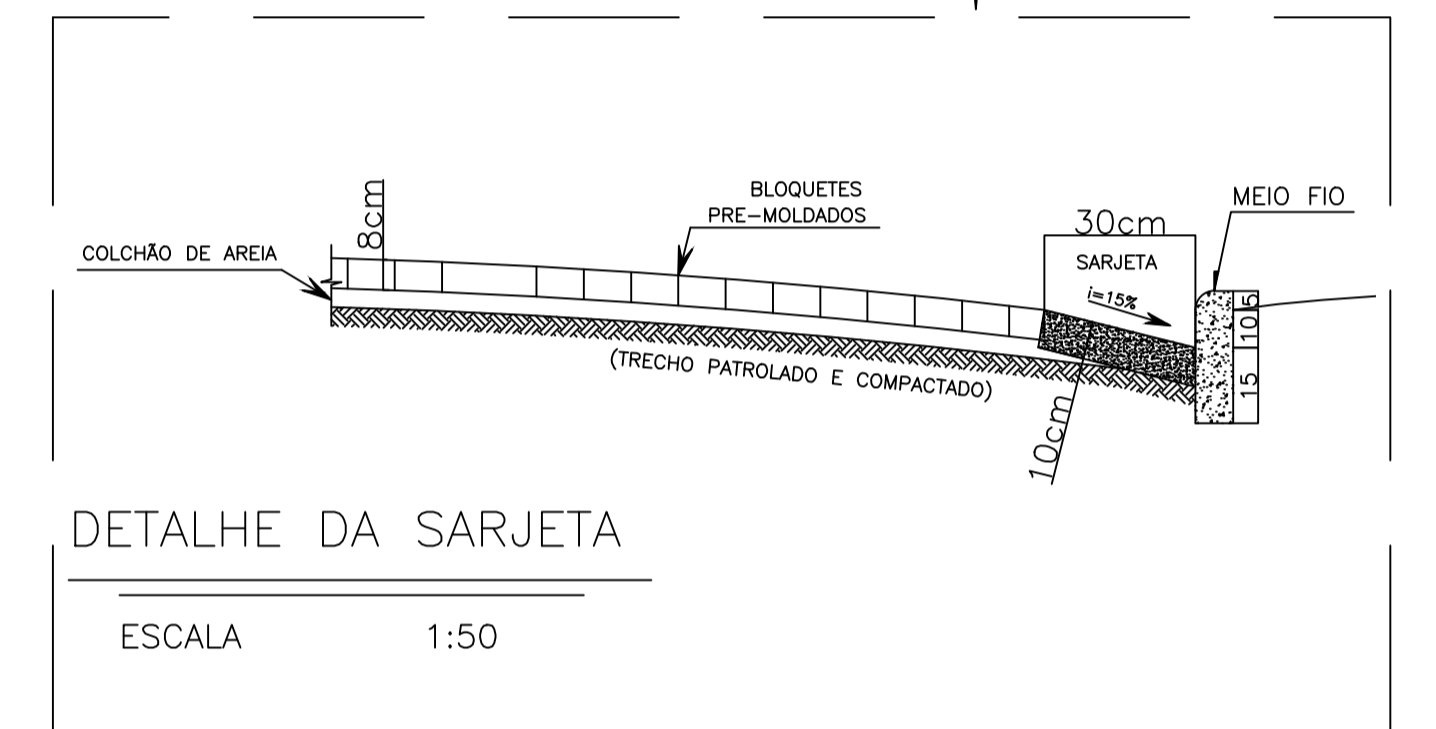 8cm
BLOQUETES
PRE-MOLDADOS
MEIO FIO
30cm
COLCHÃO DE AREIA
SARJETA
i=15%
5
10
15
(TRECHO PATROLADO E COMPACTADO)
10cm
DETALHE DA SARJETA
ESCALA 1:50